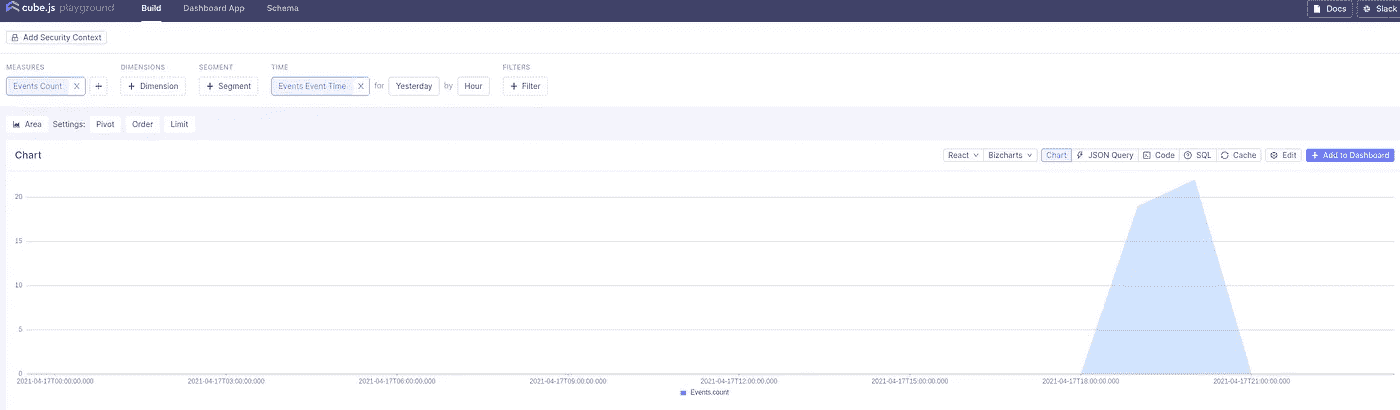 cube.js playground Build Dashboard App Schema Docs Slack
Add Security Context
MEASURES DIMENSIONS SEGMENT TIME FILTERS
Events Count X + + Dimension + Segment Events Event Time X for Yesterday by Hour + Filter
Area Settings: Pivot Order Limit
Chart React Bizcharts Chart JSON Query Code SQL Cache Edit + Add to Dashboard
20
15
10
5
0
2021-04-17T00:00:00.000 2021-04-17T03:00:00.000 2021-04-17T06:00:00.000 2021-04-17T09:00:00.000 2021-04-17T12:00:00.000 2021-04-17T15:00:00.000 2021-04-17T18:00:00.000 2021-04-17T21:00:00.000
Events.count